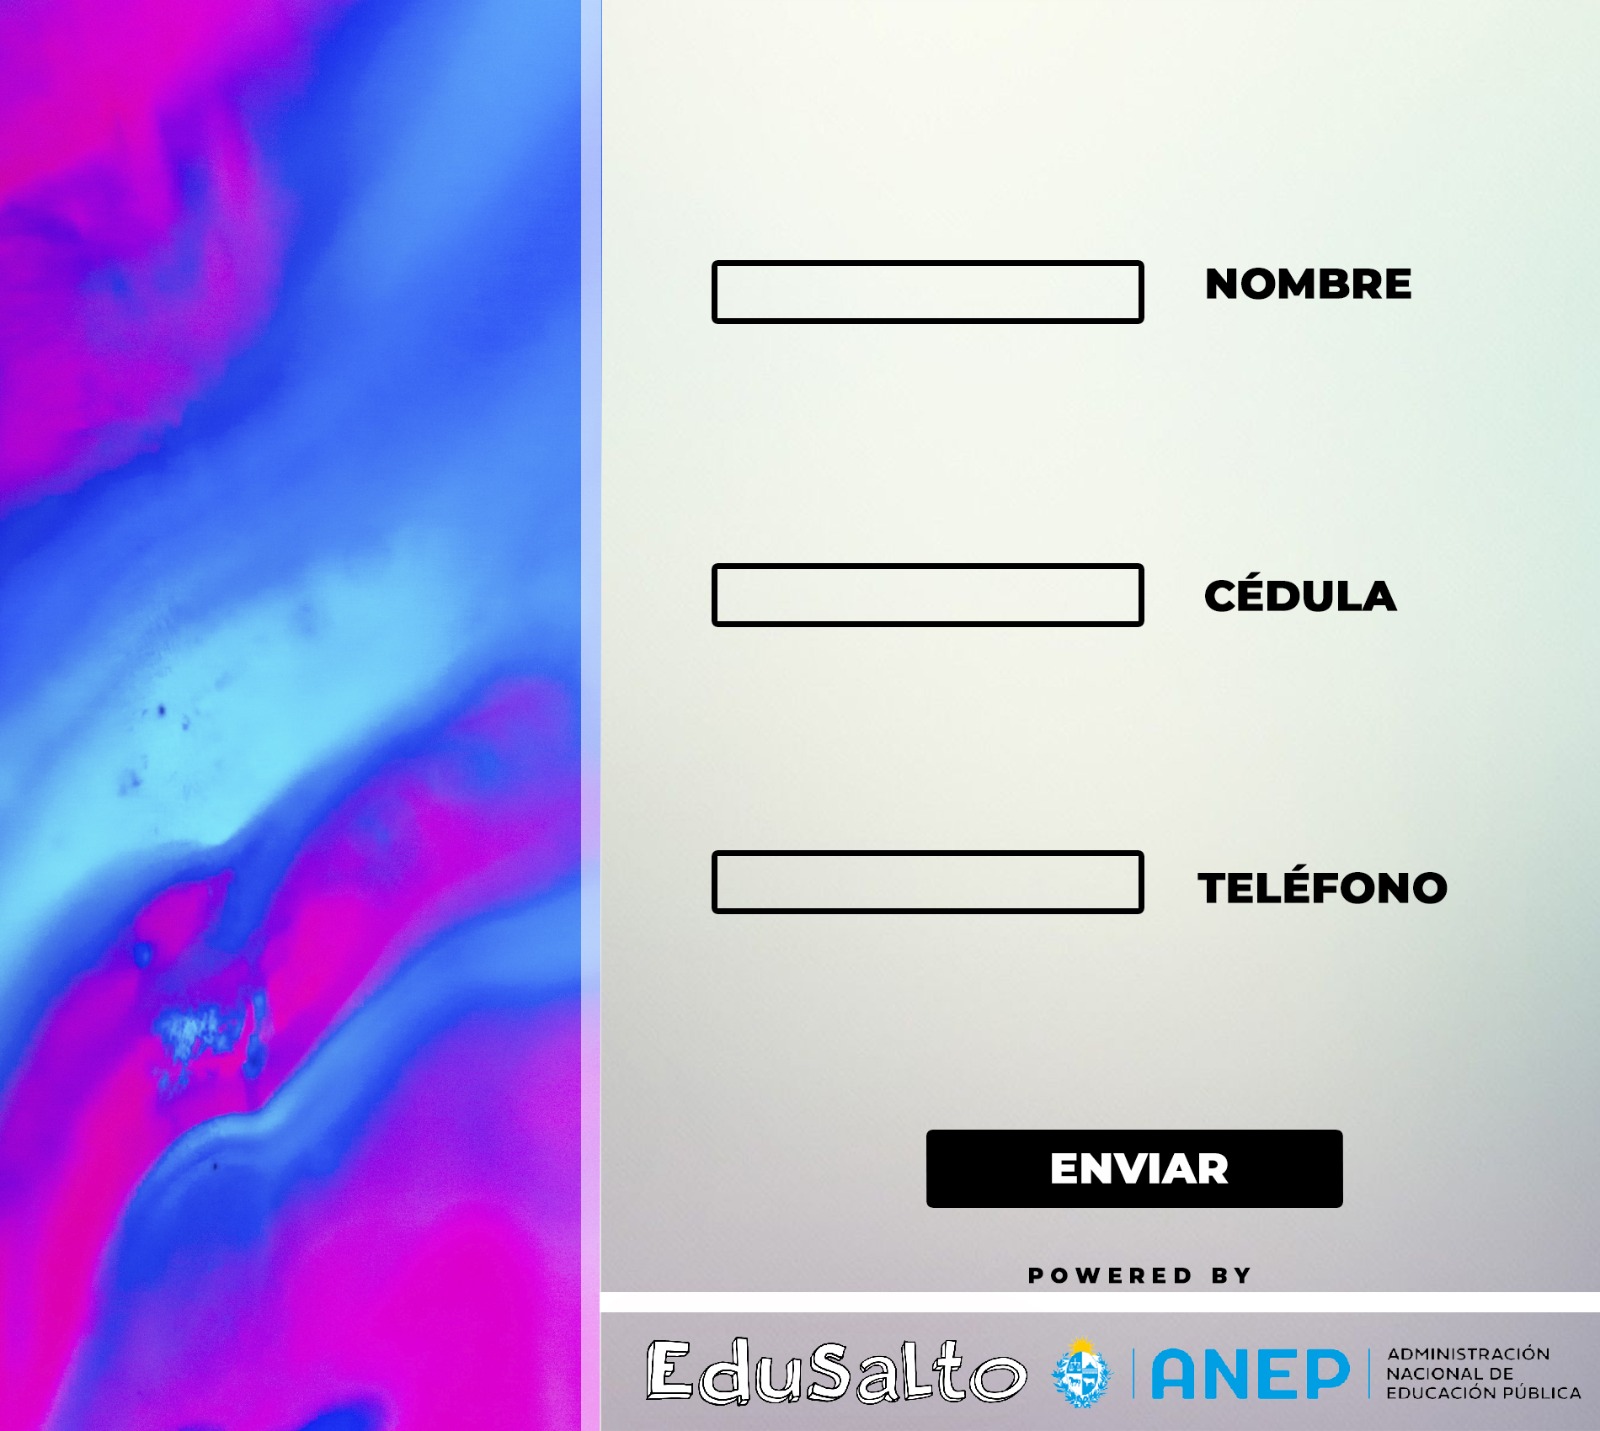 NOMBRE
CÉDULA
TELÉFONO
ENVIAR
POWERED BY
EduSalto
ANEP
ADMINISTRACIÓN
NACIONAL DE
EDUCACIÓN PÚBLICA